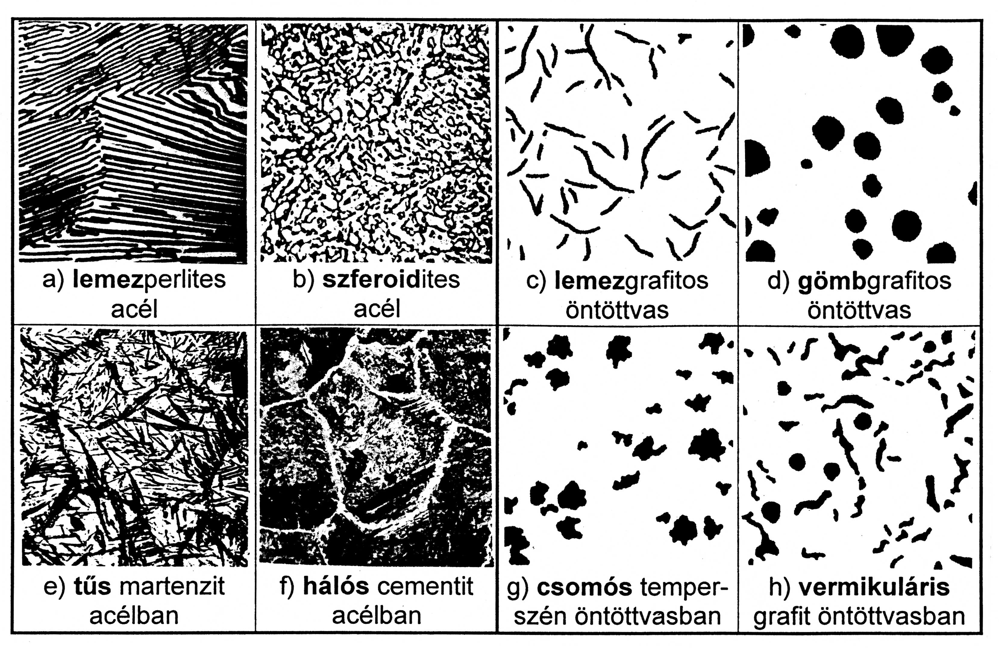 a) lemezperlites
acél
b) szferoidites
acél
c) lemezgrafitos
öntöttvas
d) gömbgrafitos
öntöttvas
e) tűs martenzit
acélban
f) hálós cementit
acélban
g) csomós temper-
szén öntöttvasban
h) vermikuláris
grafit öntöttvasban